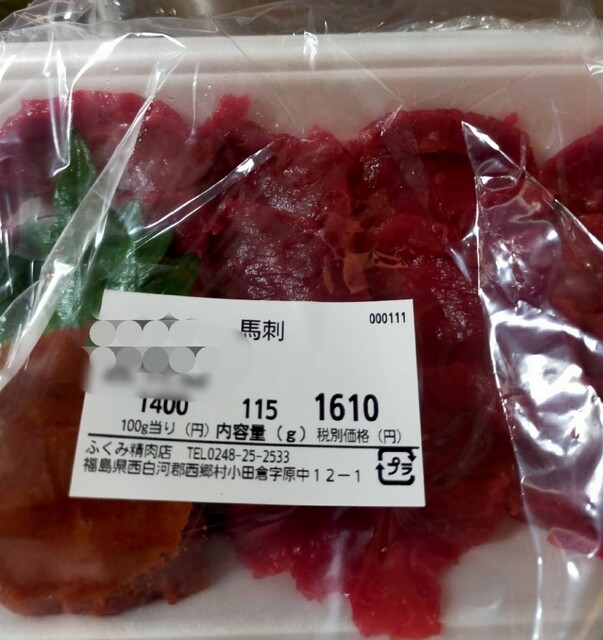 馬刺 000111
1400 115 1610
100g当り(円) 内容量(g) 税別価格(円)
ふくみ精肉店 TEL0248-25-2533
福島県西白河郡西郷村小田倉字原中12-1
プラ